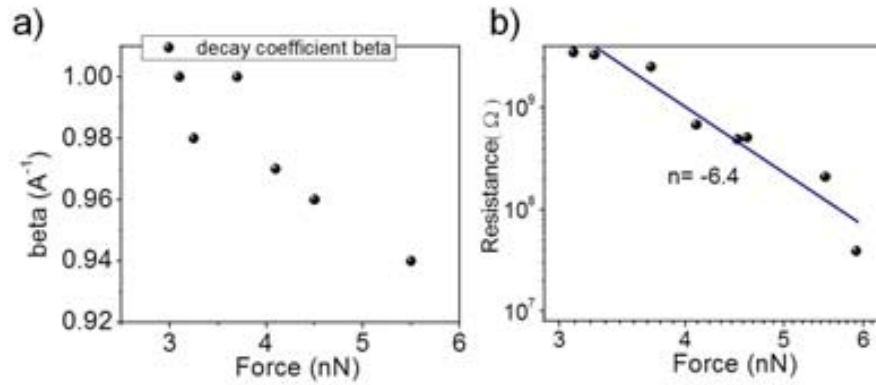 a)
decay coefficient beta
1.00
0.98
0.96
0.94
0.92
beta (A⁻¹)
3
4
5
6
Force (nN)
b)
10⁹
10⁸
10⁷
Resistance(Ω)
n= -6.4
3
4
5
6
Force (nN)